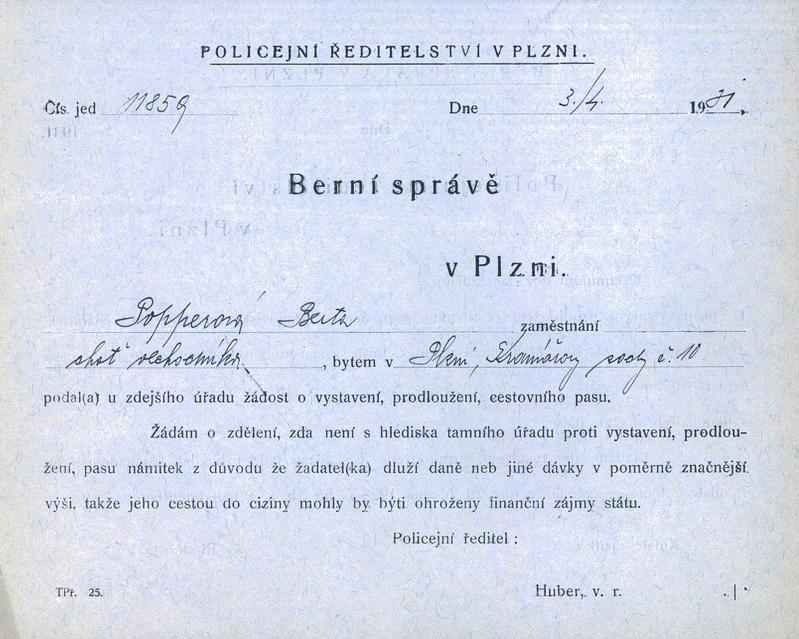 POLICEJNÍ ŘEDITELSTVÍ V PLZNI.
Čís. jed 11859 Dne 3./4. 1931.
Berní správě
v Plzni.
Popperová Berta zaměstnání
choť obchodníka, bytem v Plzni, Kramářovy sady č. 10
podal(a) u zdejšího úřadu žádost o vystavení, prodloužení, cestovního pasu.
Žádám o zdělení, zda není s hlediska tamního úřadu proti vystavení, prodlou-
žení, pasu námitek z důvodu že žadatel(ka) dluží daně neb jiné dávky v poměrně značnější
výši, takže jeho cestou do ciziny mohly by býti ohroženy finanční zájmy státu.
Policejní ředitel :
TPř. 25. Huber, v. r.